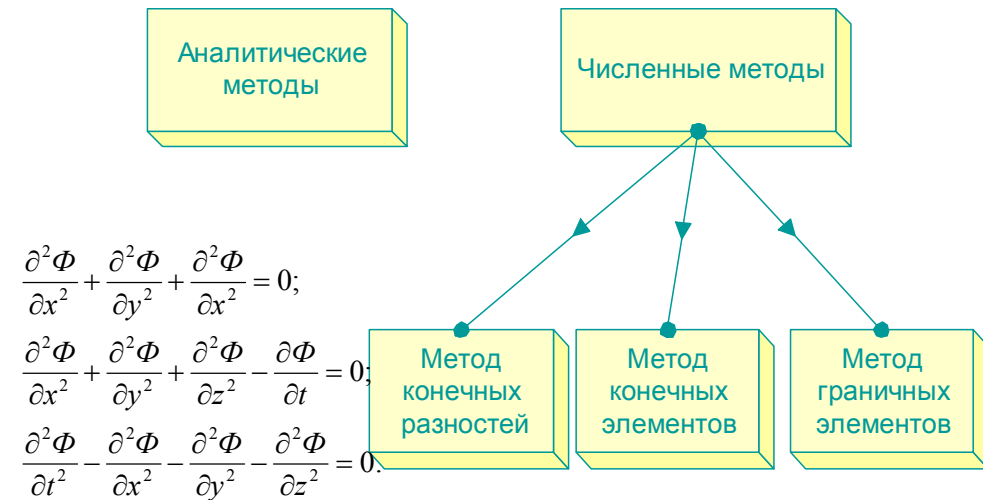 Аналитические
методы
Численные методы
∂²Φ/∂x² + ∂²Φ/∂y² + ∂²Φ/∂x² = 0;
∂²Φ/∂x² + ∂²Φ/∂y² + ∂²Φ/∂z² − ∂Φ/∂t = 0;
∂²Φ/∂t² − ∂²Φ/∂x² − ∂²Φ/∂y² − ∂²Φ/∂z² = 0.
Метод
конечных
разностей
Метод
конечных
элементов
Метод
граничных
элементов